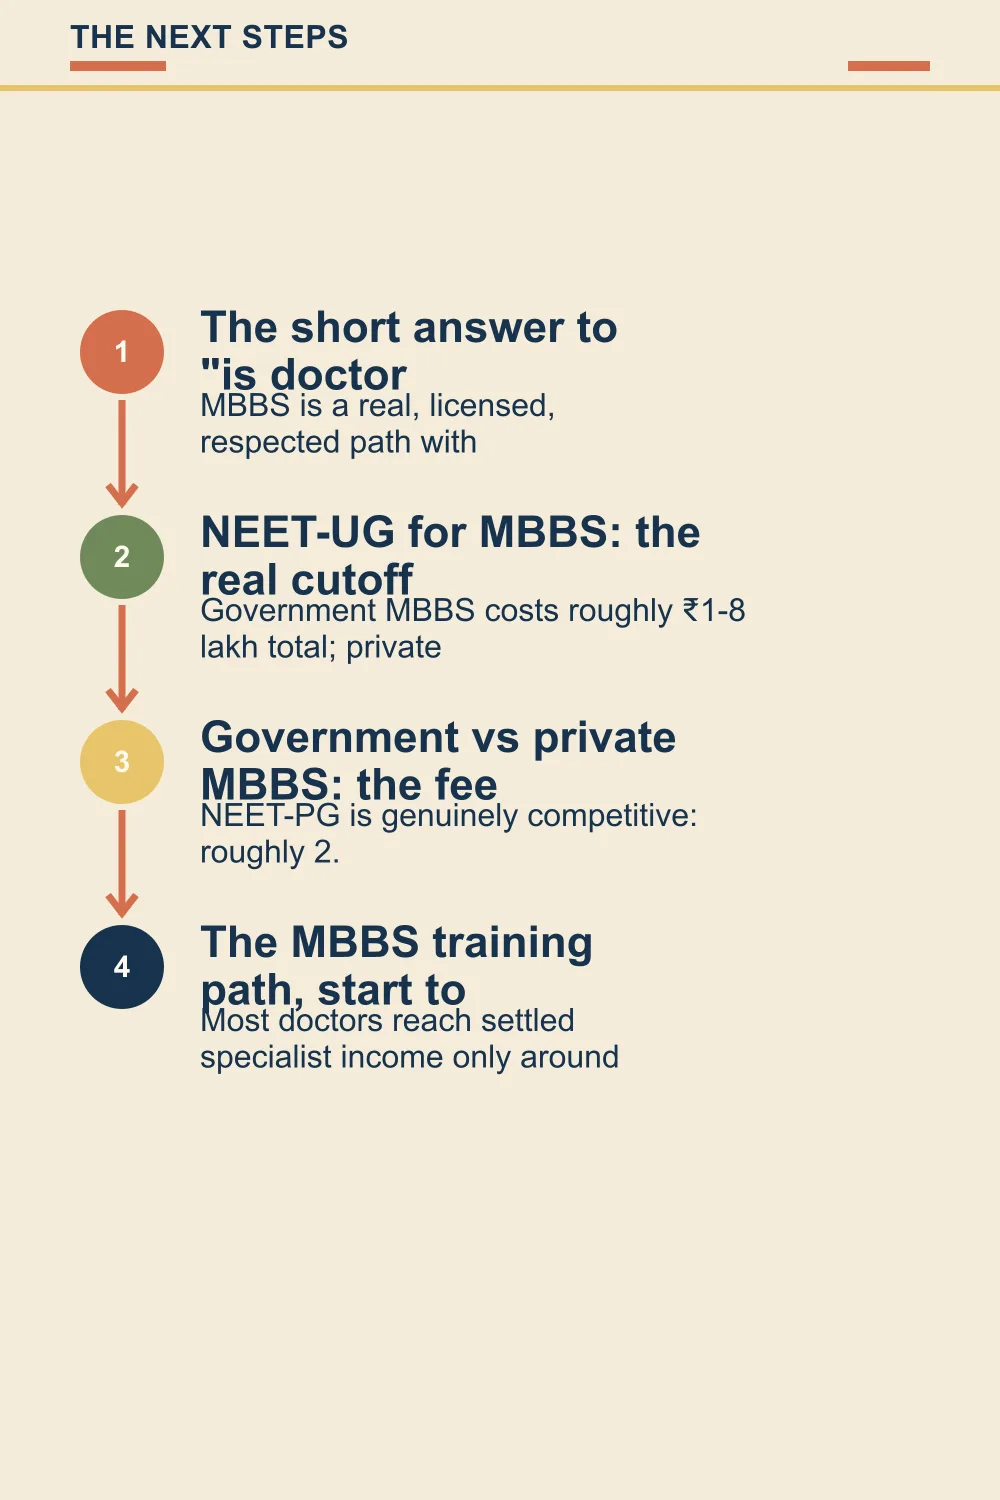 THE NEXT STEPS
1
The short answer to
"is doctor
MBBS is a real, licensed,
respected path with
2
NEET-UG for MBBS: the
real cutoff
Government MBBS costs roughly ₹1-8
lakh total; private
3
Government vs private
MBBS: the fee
NEET-PG is genuinely competitive:
roughly 2.
4
The MBBS training
path, start to
Most doctors reach settled
specialist income only around